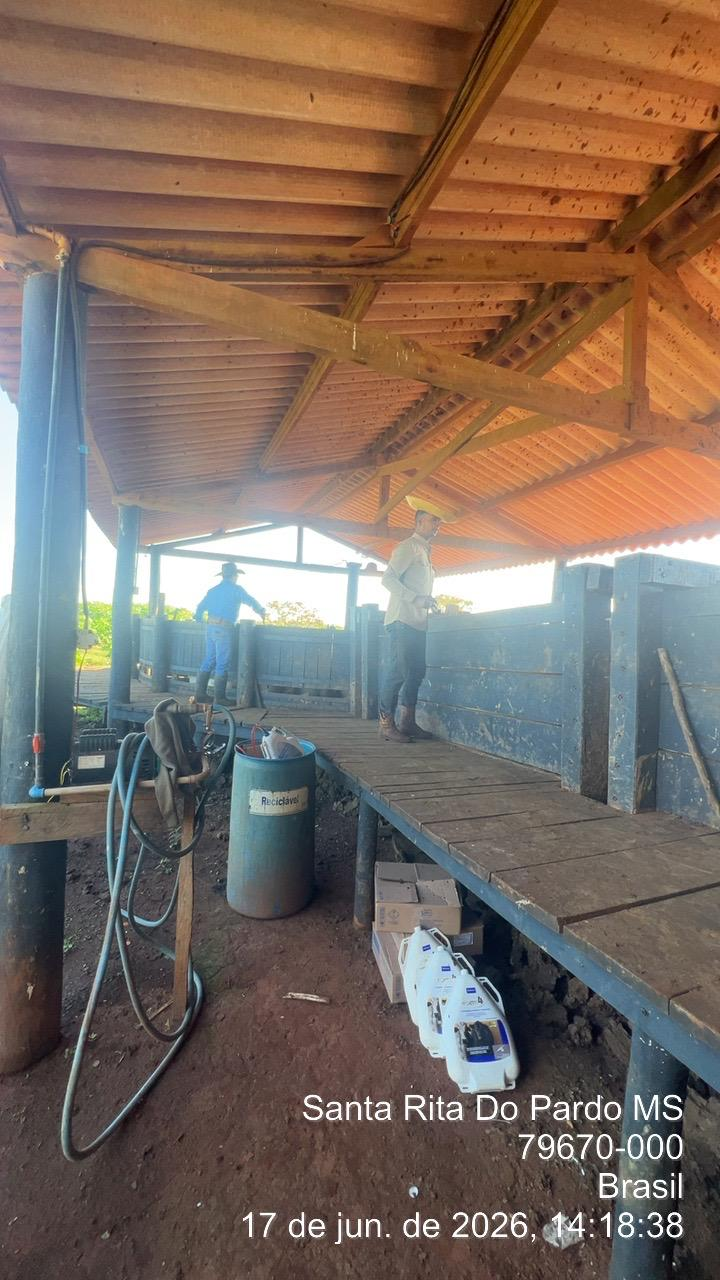 Reciclável
Santa Rita Do Pardo MS
79670-000
Brasil
17 de jun. de 2026, 14:18:38